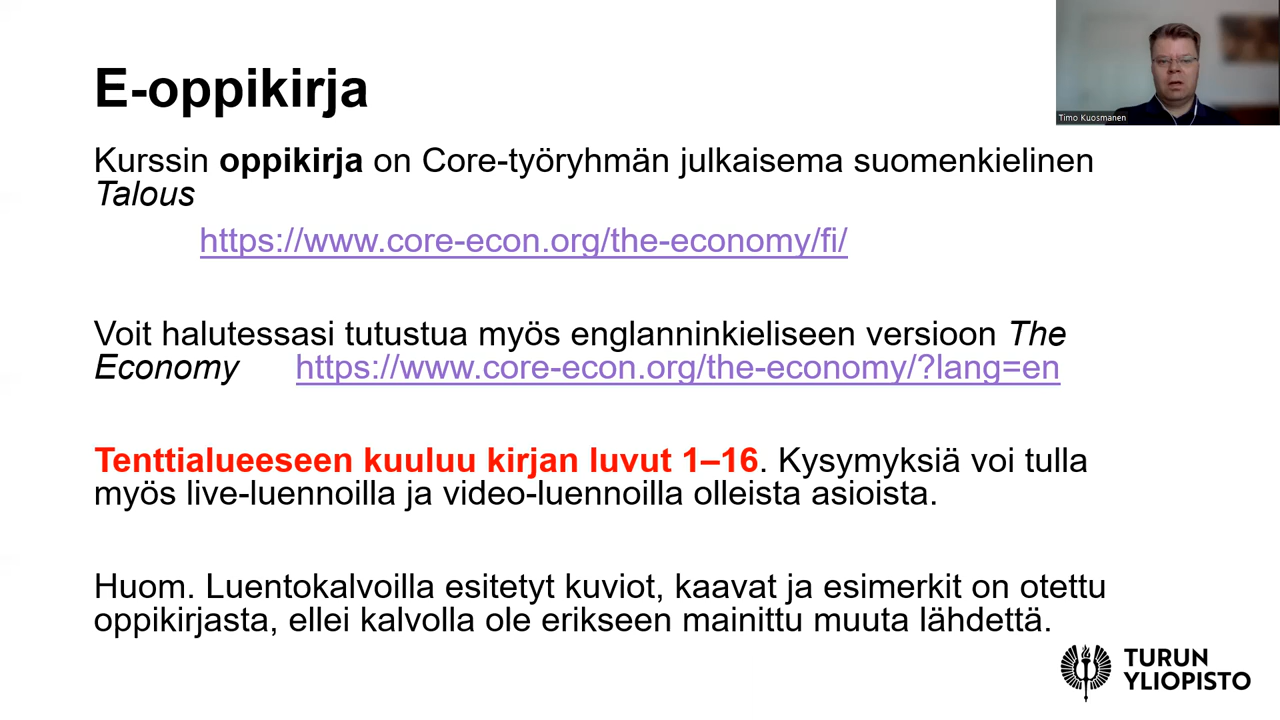 E-oppikirja
Timo Kuosmanen
Kurssin oppikirja on Core-työryhmän julkaisema suomenkielinen
Talous
https://www.core-econ.org/the-economy/fi/
Voit halutessasi tutustua myös englanninkieliseen versioon The
Economy https://www.core-econ.org/the-economy/?lang=en
Tenttialueeseen kuuluu kirjan luvut 1–16. Kysymyksiä voi tulla
myös live-luennoilla ja video-luennoilla olleista asioista.
Huom. Luentokalvoilla esitetyt kuviot, kaavat ja esimerkit on otettu
oppikirjasta, ellei kalvolla ole erikseen mainittu muuta lähdettä.
TURUN
YLIOPISTO